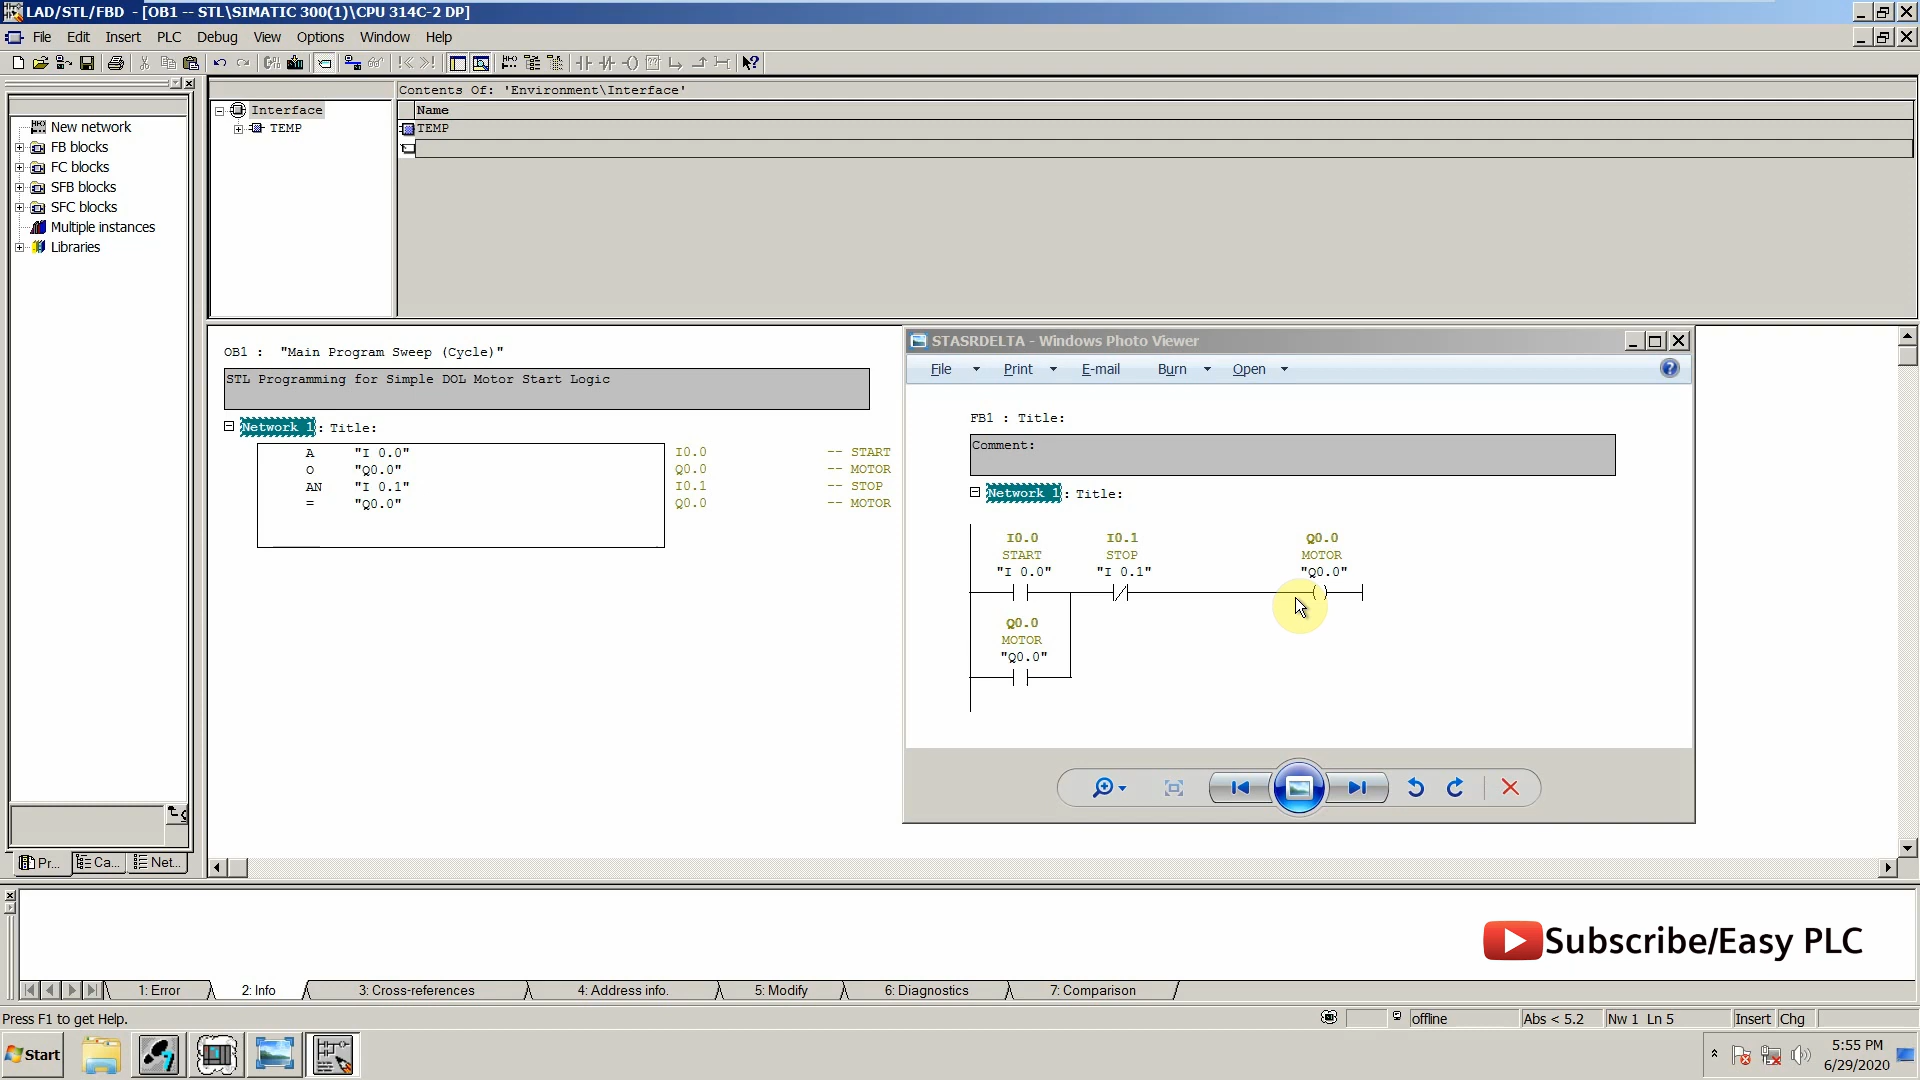 LAD/STL/FBD - [OB1 -- STL\SIMATIC 300(1)\CPU 314C-2 DP]
File Edit Insert PLC Debug View Options Window Help
New network
FB blocks
FC blocks
SFB blocks
SFC blocks
Multiple instances
Libraries
Pr... Ca... Net...
Interface
TEMP
Contents Of: 'Environment\Interface'
Name
TEMP
OB1 : "Main Program Sweep (Cycle)"
STL Programming for Simple DOL Motor Start Logic
Network 1: Title:
A "I 0.0" I0.0 -- START
O "Q0.0" Q0.0 -- MOTOR
AN "I 0.1" I0.1 -- STOP
= "Q0.0" Q0.0 -- MOTOR
STASRDELTA - Windows Photo Viewer
File Print E-mail Burn Open
FB1 : Title:
Comment:
Network 1: Title:
I0.0 I0.1 Q0.0
START STOP MOTOR
"I 0.0" "I 0.1" "Q0.0"
Q0.0
MOTOR
"Q0.0"
Subscribe/Easy PLC
1: Error 2: Info 3: Cross-references 4: Address info. 5: Modify 6: Diagnostics 7: Comparison
Press F1 to get Help. offline Abs < 5.2 Nw 1 Ln 5 Insert Chg
Start
5:55 PM
6/29/2020